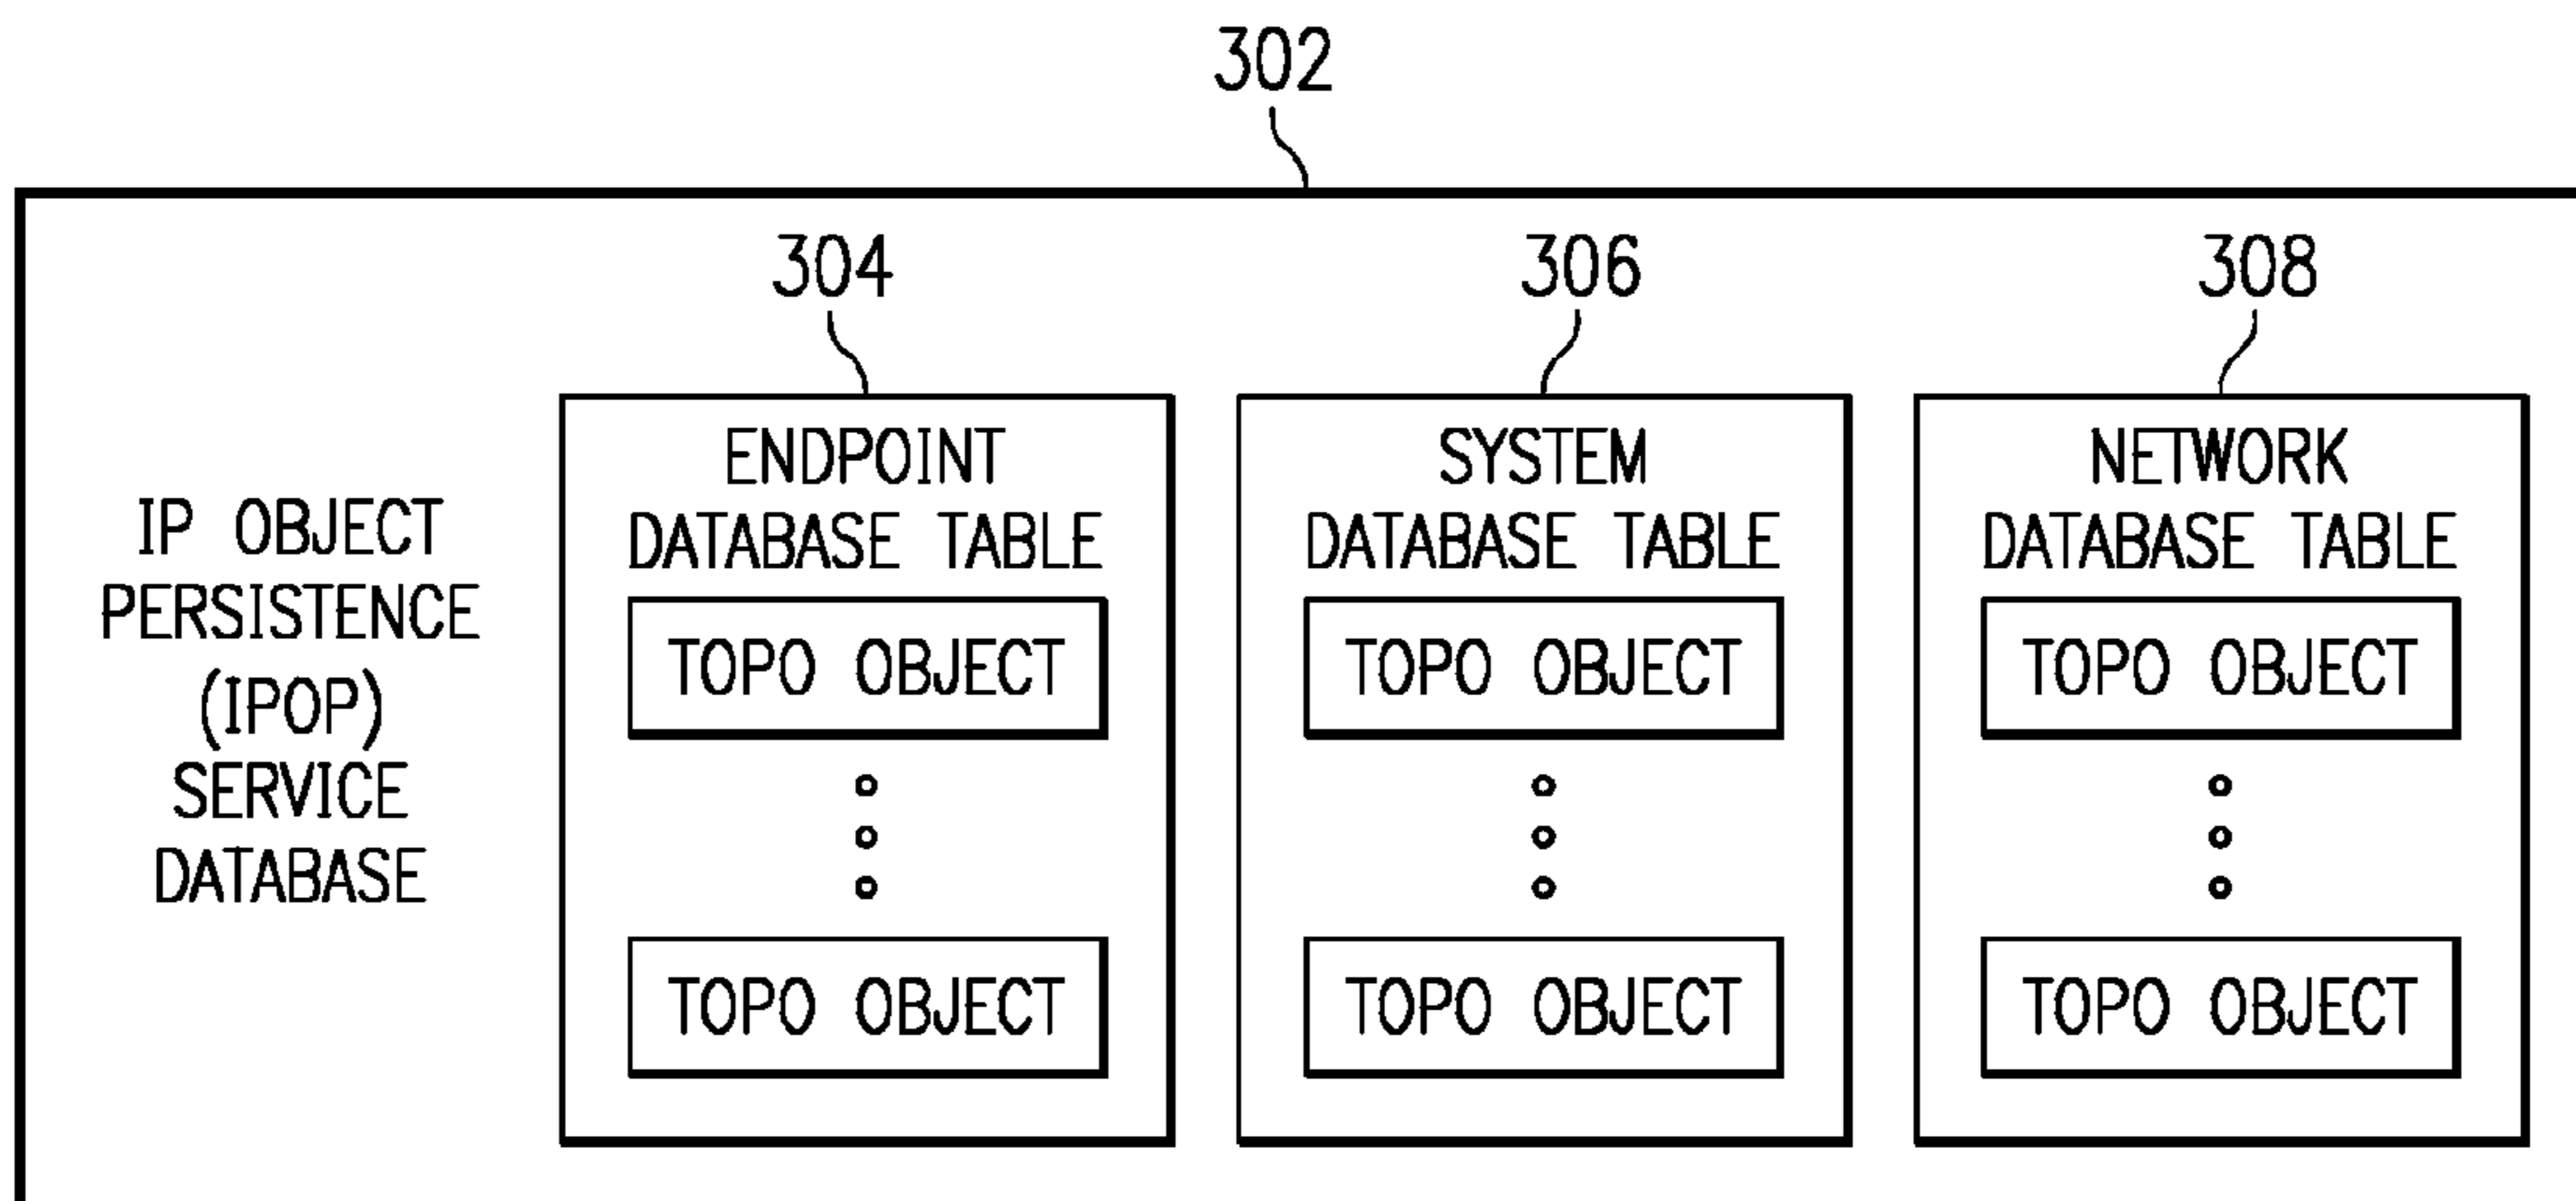 302
304
306
308
IP OBJECT
PERSISTENCE
(IPOP)
SERVICE
DATABASE
ENDPOINT
DATABASE TABLE
TOPO OBJECT
TOPO OBJECT
SYSTEM
DATABASE TABLE
TOPO OBJECT
TOPO OBJECT
NETWORK
DATABASE TABLE
TOPO OBJECT
TOPO OBJECT